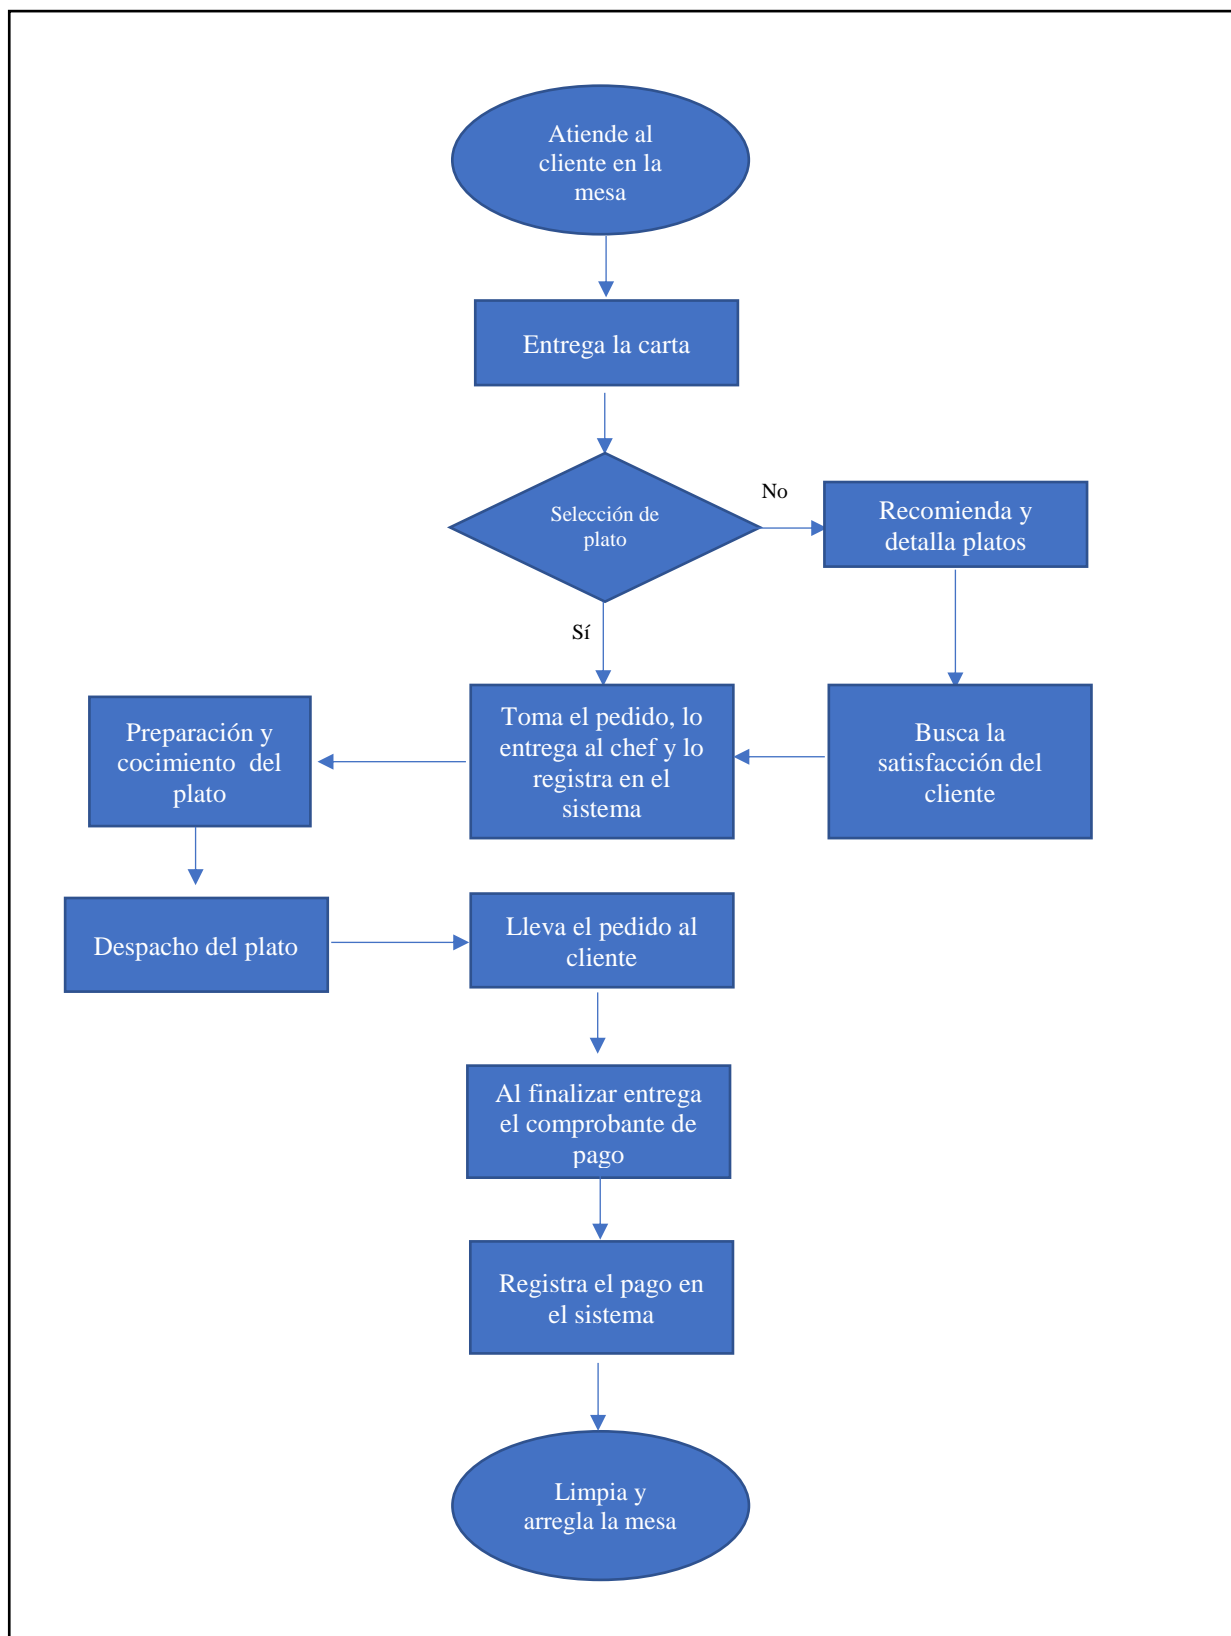 Atiende al
cliente en la
mesa
Entrega la carta
Selección de
plato
No
Recomienda y
detalla platos
Sí
Toma el pedido, lo
entrega al chef y lo
registra en el
sistema
Busca la
satisfacción del
cliente
Preparación y
cocimiento  del
plato
Despacho del plato
Lleva el pedido al
cliente
Al finalizar entrega
el comprobante de
pago
Registra el pago en
el sistema
Limpia y
arregla la mesa